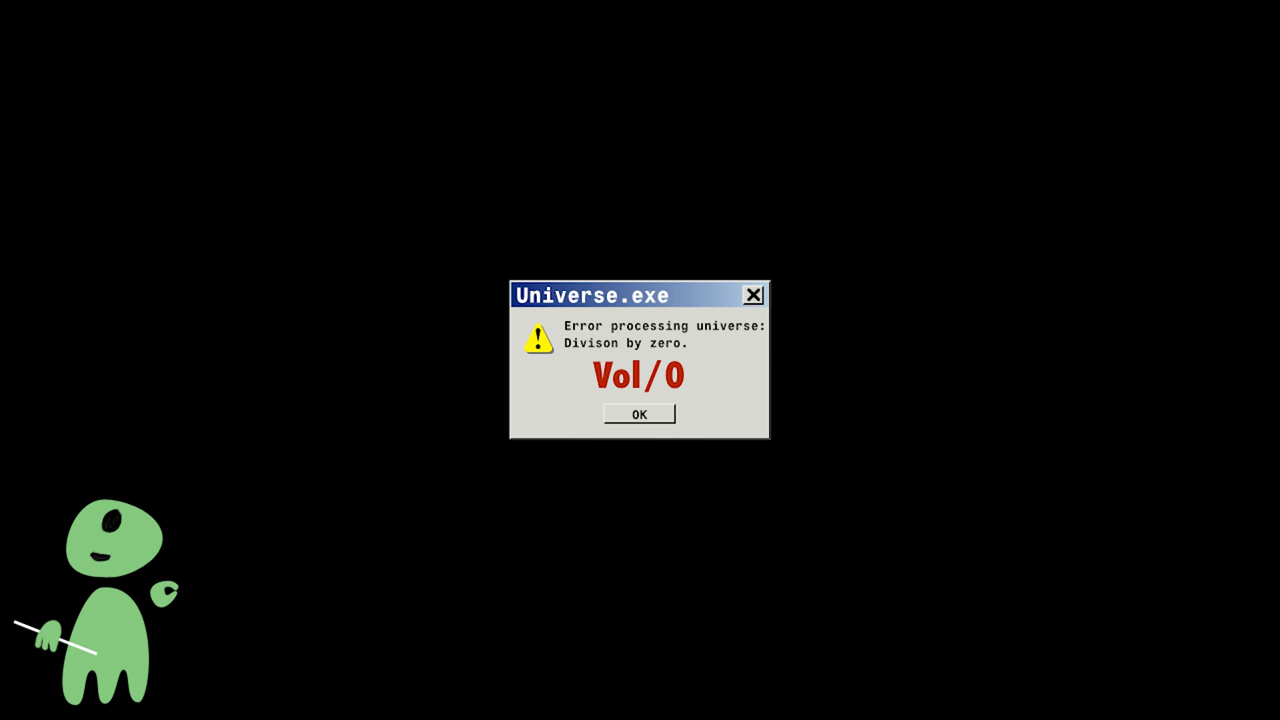 Universe.exe
Error processing universe:
Divison by zero.
Vol/0
OK